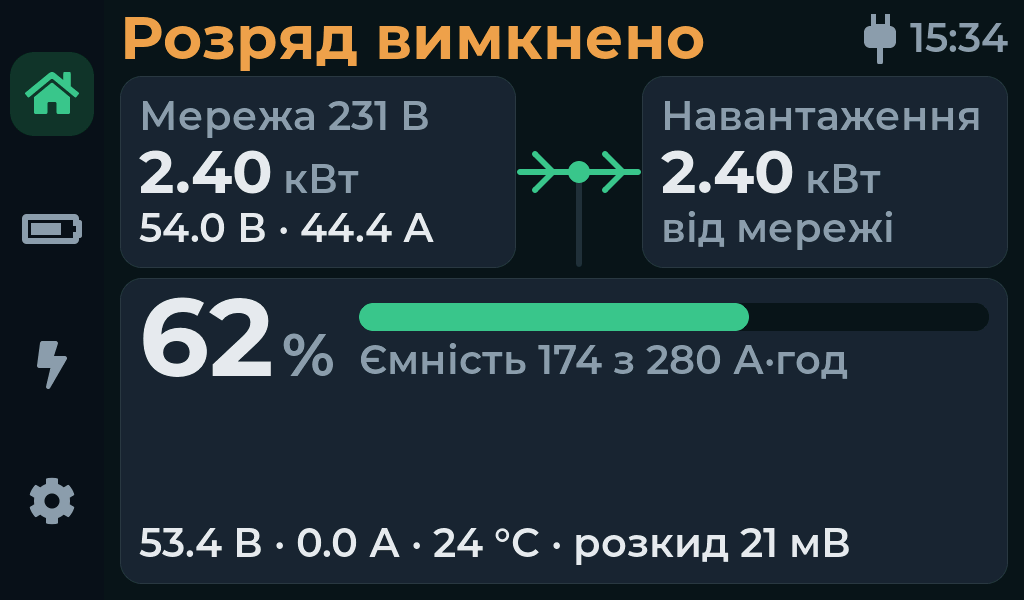 Розряд вимкнено
15:34
Мережа 231 В
2.40 кВт
54.0 В · 44.4 А
Навантаження
2.40 кВт
від мережі
62 %
Ємність 174 з 280 А·год
53.4 В · 0.0 А · 24 °C · розкид 21 мВ